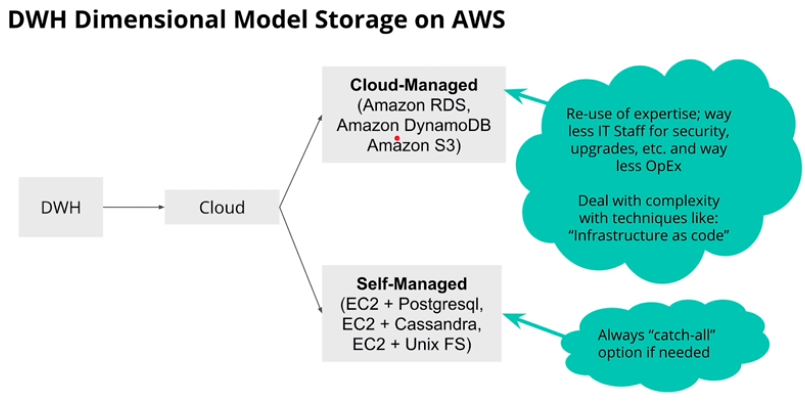 DWH Dimensional Model Storage on AWS
Cloud-Managed
(Amazon RDS,
Amazon DynamoDB
Amazon S3)
Re-use of expertise; way
less IT Staff for security,
upgrades, etc. and way
less OpEx
Deal with complexity
with techniques like:
“Infrastructure as code”
DWH
Cloud
Self-Managed
(EC2 + Postgresql,
EC2 + Cassandra,
EC2 + Unix FS)
Always “catch-all”
option if needed